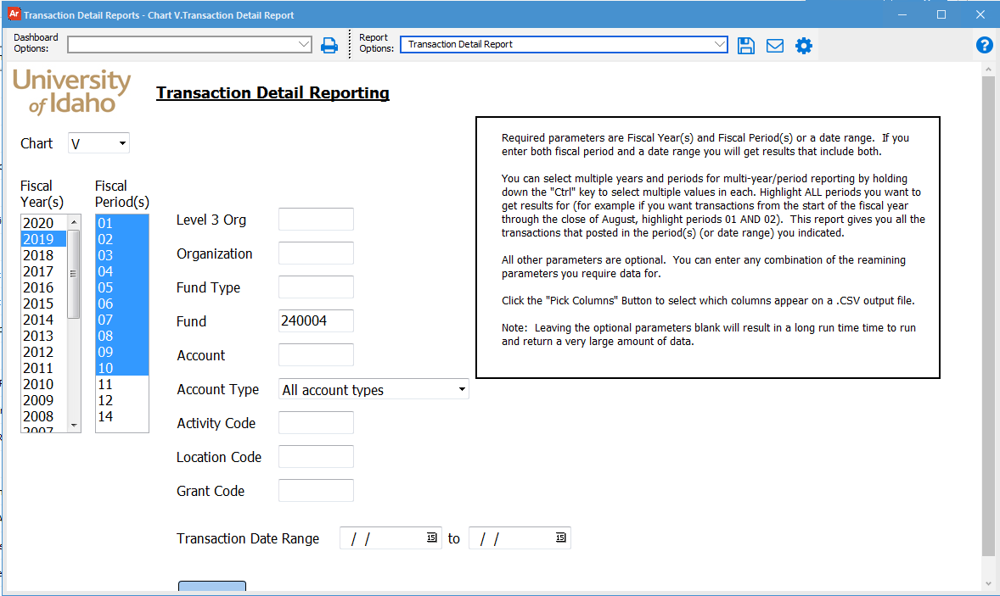 Ar Transaction Detail Reports - Chart V.Transaction Detail Report
Dashboard
Options:
Report
Options:
Transaction Detail Report
?
University
of Idaho
Transaction Detail Reporting
Chart V
Fiscal
Year(s)
2020
2019
2018
2017
2016
2015
2014
2013
2012
2011
2010
2009
2008
2007
Fiscal
Period(s)
01
02
03
04
05
06
07
08
09
10
11
12
14
Level 3 Org
Organization
Fund Type
Fund 240004
Account
Account Type All account types
Activity Code
Location Code
Grant Code
Transaction Date Range / / 15 to / / 15
Required parameters are Fiscal Year(s) and Fiscal Period(s) or a date range. If you
enter both fiscal period and a date range you will get results that include both.
You can select multiple years and periods for multi-year/period reporting by holding
down the "Ctrl" key to select multiple values in each. Highlight ALL periods you want to
get results for (for example if you want transactions from the start of the fiscal year
through the close of August, highlight periods 01 AND 02). This report gives you all the
transactions that posted in the period(s) (or date range) you indicated.
All other parameters are optional. You can enter any combination of the reamining
parameters you require data for.
Click the "Pick Columns" Button to select which columns appear on a .CSV output file.
Note: Leaving the optional parameters blank will result in a long run time time to run
and return a very large amount of data.